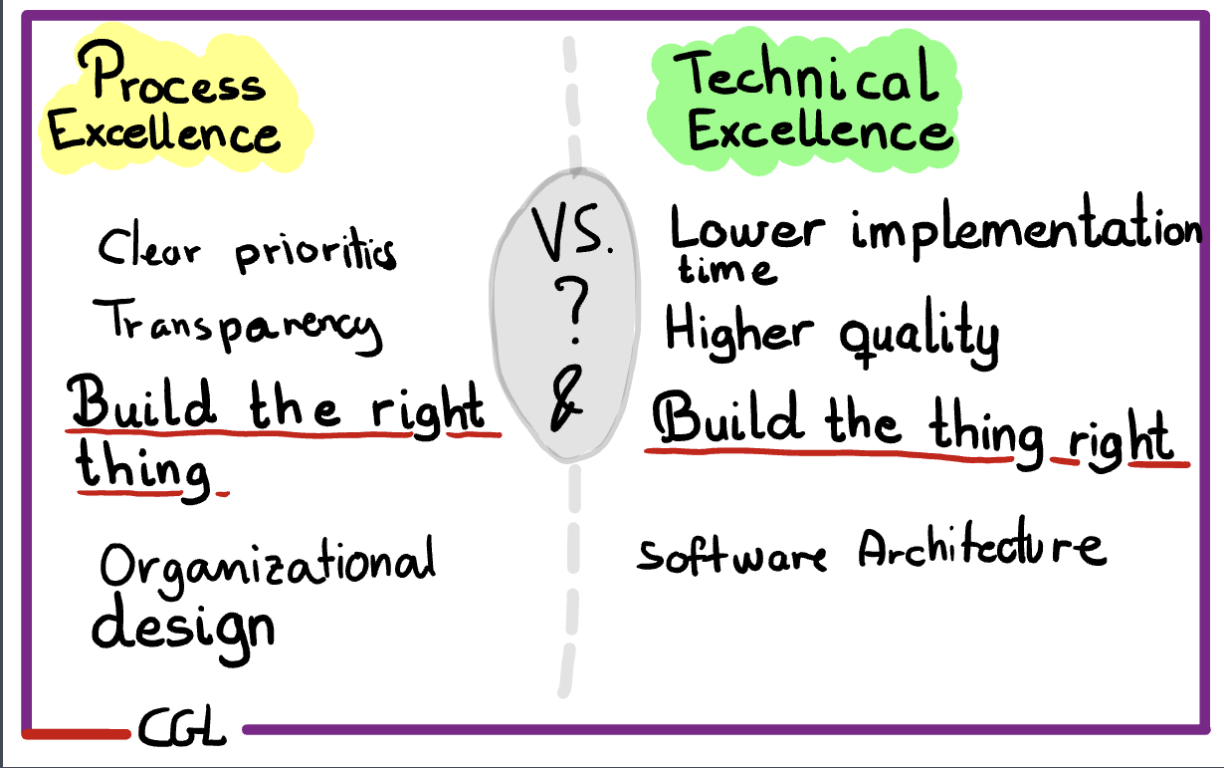 Process
Excellence
Clear priorities
Transparency
Build the right
thing
Organizational
design
VS.
?
&
Technical
Excellence
Lower implementation
time
Higher quality
Build the thing right
Software Architecture
CGL